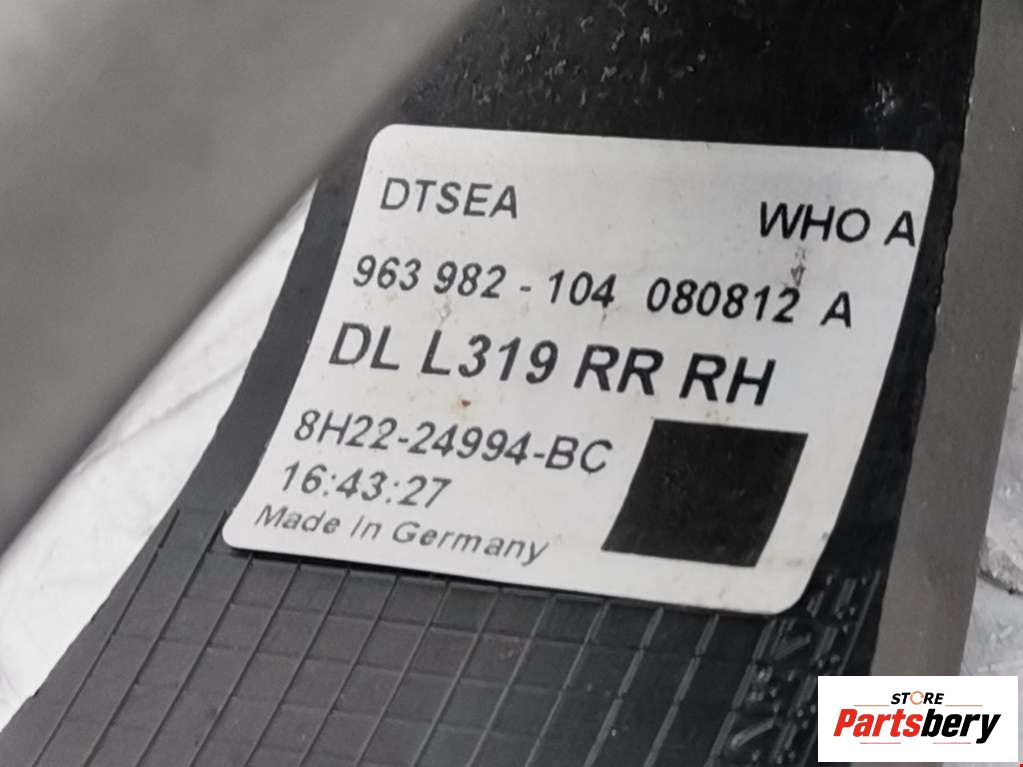 DTSEA
WHO A
963 982 - 104 080812 A
DL L319 RR RH
8H22-24994-BC
16:43:27
Made In Germany
STORE
Partsbery